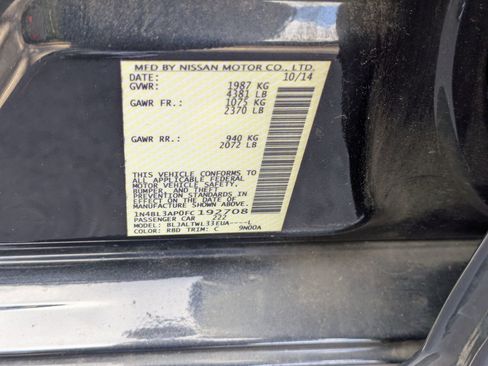 MFD BY NISSAN MOTOR CO., LTD.
DATE: 10/14
GVWR: 1987 KG
4381 LB
GAWR FR.: 1075 KG
2370 LB
GAWR RR.: 940 KG
2072 LB
THIS VEHICLE CONFORMS TO
ALL APPLICABLE FEDERAL
MOTOR VEHICLE SAFETY,
BUMPER, AND THEFT
PREVENTION STANDARDS IN
EFFECT ON THE DATE OF
MANUFACTURE SHOWN ABOVE.
1N4BL3AP0FC192708
PASSENGER CAR 222
MODEL: BLJALTWL33EUA----L
COLOR: RBD TRIM: C 9N00A